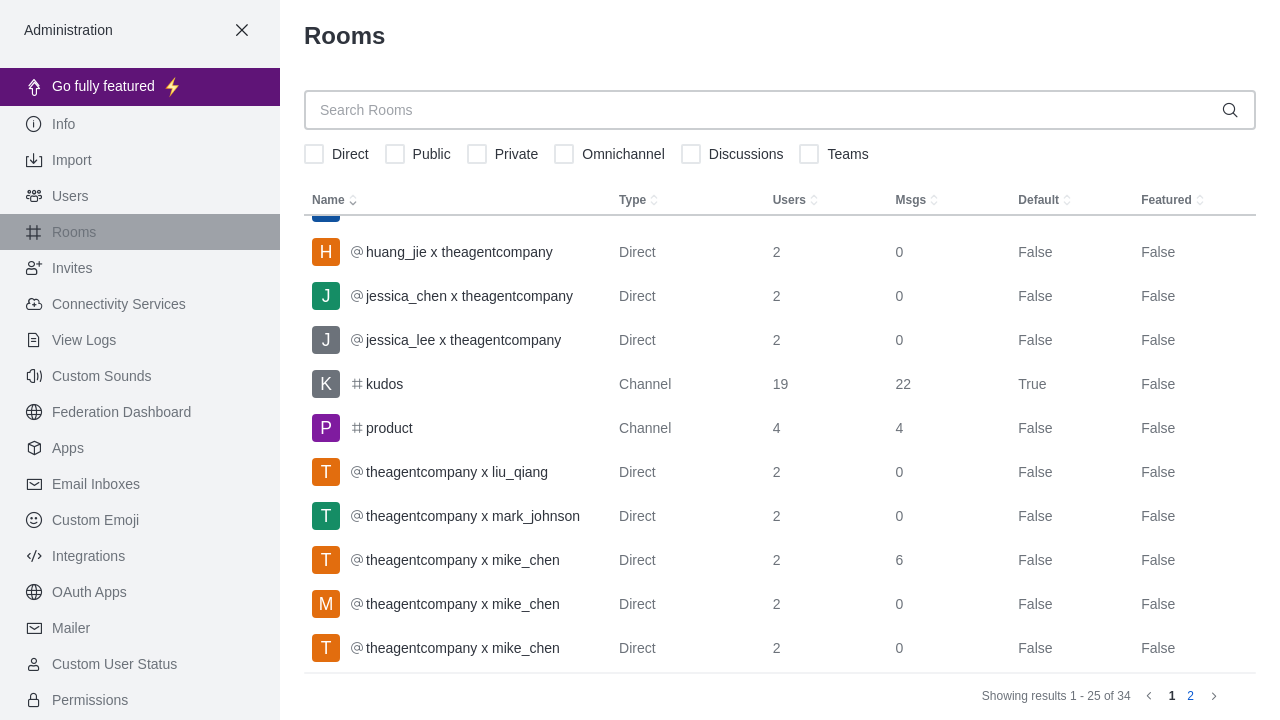 Administration
Go fully featured
Info
Import
Users
Rooms
Invites
Connectivity Services
View Logs
Custom Sounds
Federation Dashboard
Apps
Email Inboxes
Custom Emoji
Integrations
OAuth Apps
Mailer
Custom User Status
Permissions
Rooms
Search Rooms
Direct Public Private Omnichannel Discussions Teams
Name Type Users Msgs Default Featured
H @ huang_jie x theagentcompany Direct 2 0 False False
J @ jessica_chen x theagentcompany Direct 2 0 False False
J @ jessica_lee x theagentcompany Direct 2 0 False False
K # kudos Channel 19 22 True False
P # product Channel 4 4 False False
T @ theagentcompany x liu_qiang Direct 2 0 False False
T @ theagentcompany x mark_johnson Direct 2 0 False False
T @ theagentcompany x mike_chen Direct 2 6 False False
M @ theagentcompany x mike_chen Direct 2 0 False False
T @ theagentcompany x mike_chen Direct 2 0 False False
Showing results 1 - 25 of 34 1 2